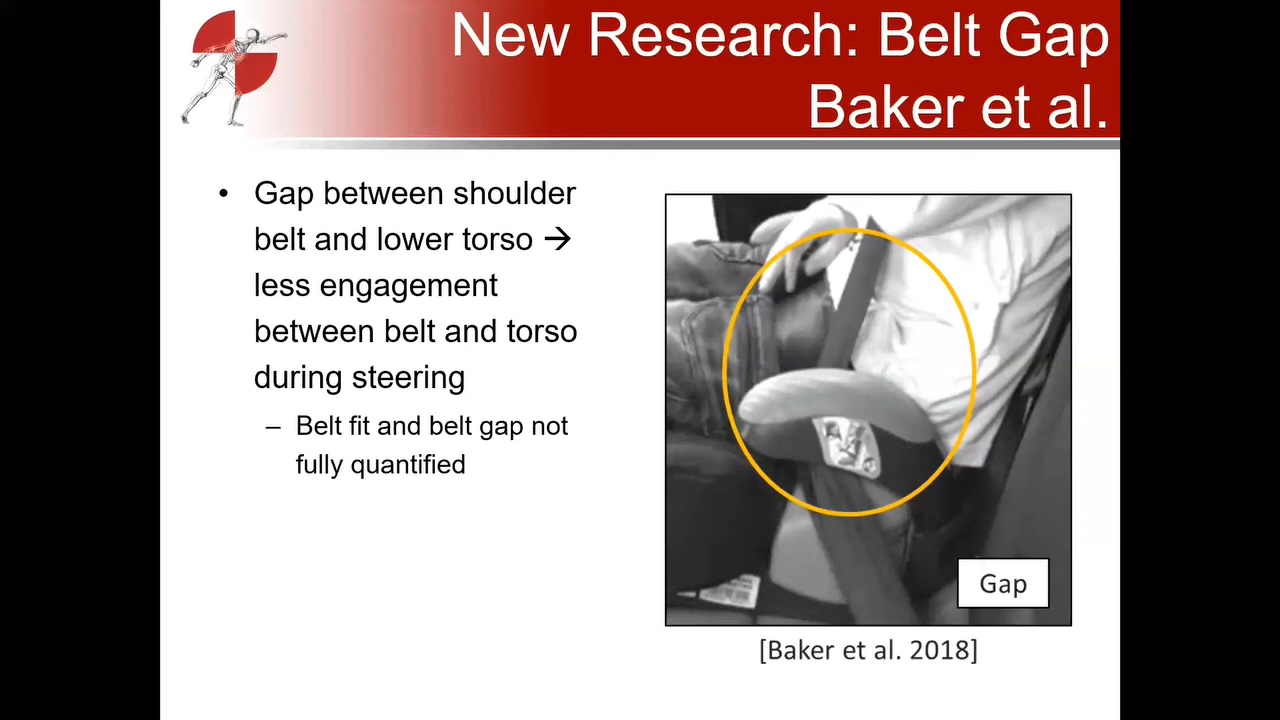 New Research: Belt Gap
Baker et al.
• Gap between shoulder
belt and lower torso →
less engagement
between belt and torso
during steering
– Belt fit and belt gap not
fully quantified
Gap
[Baker et al. 2018]